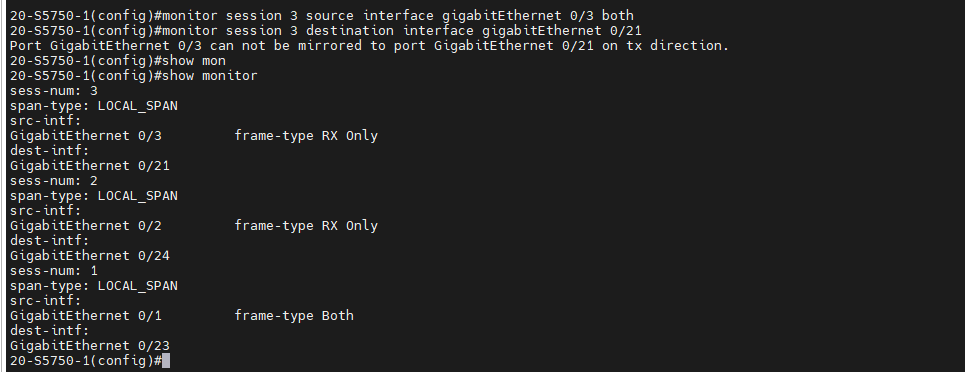 20-S5750-1(config)#monitor session 3 source interface gigabitEthernet 0/3 both
20-S5750-1(config)#monitor session 3 destination interface gigabitEthernet 0/21
Port GigabitEthernet 0/3 can not be mirrored to port GigabitEthernet 0/21 on tx direction.
20-S5750-1(config)#show mon
20-S5750-1(config)#show monitor
sess-num: 3
span-type: LOCAL_SPAN
src-intf:
GigabitEthernet 0/3         frame-type RX Only
dest-intf:
GigabitEthernet 0/21
sess-num: 2
span-type: LOCAL_SPAN
src-intf:
GigabitEthernet 0/2         frame-type RX Only
dest-intf:
GigabitEthernet 0/24
sess-num: 1
span-type: LOCAL_SPAN
src-intf:
GigabitEthernet 0/1         frame-type Both
dest-intf:
GigabitEthernet 0/23
20-S5750-1(config)#